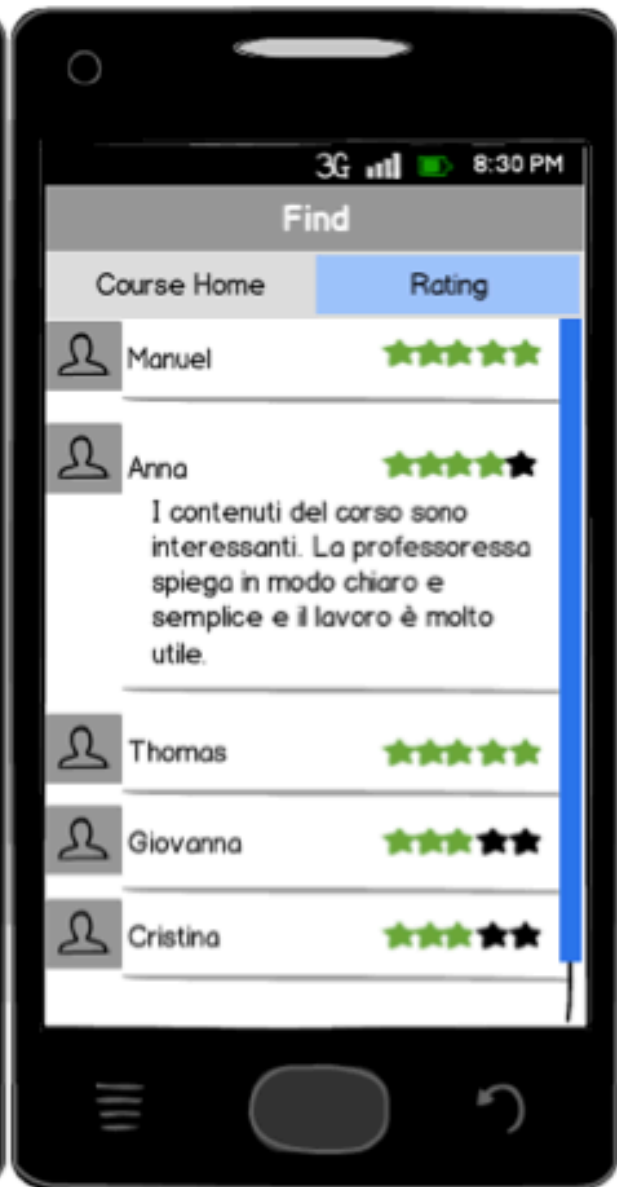 3G 8:30 PM
Find
Course Home Rating
Manuel
Anna
I contenuti del corso sono
interessanti. La professoressa
spiega in modo chiaro e
semplice e il lavoro è molto
utile.
Thomas
Giovanna
Cristina